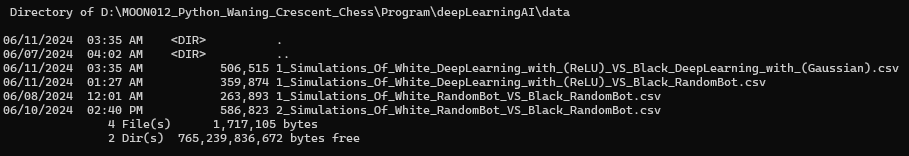 Directory of D:\MOON012_Python_Waning_Crescent_Chess\Program\deepLearningAI\data
06/11/2024  03:35 AM    <DIR>          .
06/07/2024  04:02 AM    <DIR>          ..
06/11/2024  03:35 AM           506,515 1_Simulations_Of_White_DeepLearning_with_(ReLU)_VS_Black_DeepLearning_with_(Gaussian).csv
06/11/2024  01:27 AM           359,874 1_Simulations_Of_White_DeepLearning_with_(ReLU)_VS_Black_RandomBot.csv
06/08/2024  12:01 AM           263,893 1_Simulations_Of_White_RandomBot_VS_Black_RandomBot.csv
06/10/2024  02:40 PM           586,823 2_Simulations_Of_White_RandomBot_VS_Black_RandomBot.csv
4 File(s)      1,717,105 bytes
2 Dir(s)  765,239,836,672 bytes free